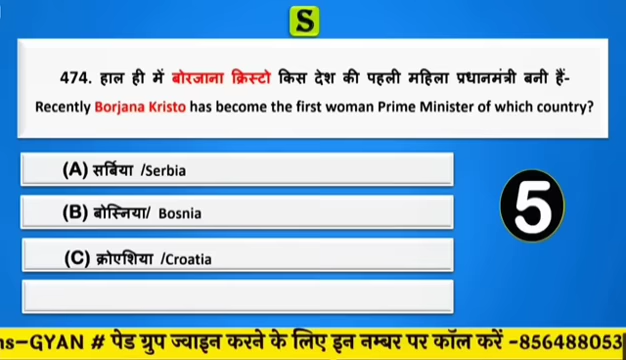 S
474. हाल ही में बोरजाना क्रिस्टो किस देश की पहली महिला प्रधानमंत्री बनी हैं-
Recently Borjana Kristo has become the first woman Prime Minister of which country?
(A) सर्बिया /Serbia
(B) बोस्निया/ Bosnia
5
(C) क्रोएशिया /Croatia
ns-GYAN # पेड ग्रुप ज्वाइन करने के लिए इन नम्बर पर कॉल करें -856488053